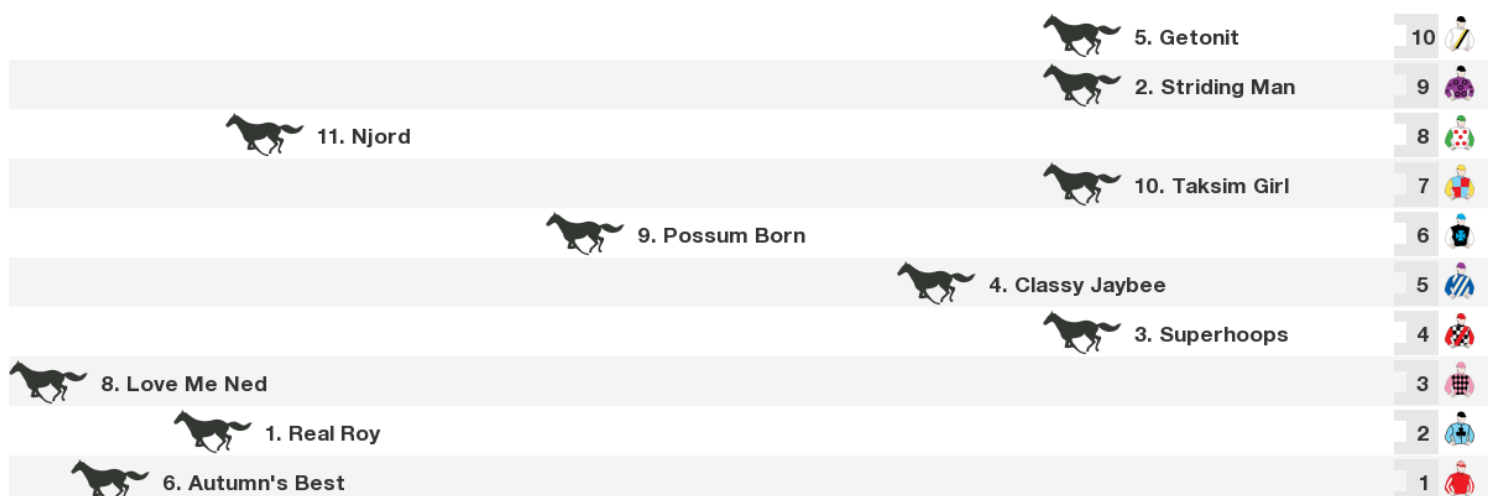 5. Getonit 10
2. Striding Man 9
11. Njord 8
10. Taksim Girl 7
9. Possum Born 6
4. Classy Jaybee 5
3. Superhoops 4
8. Love Me Ned 3
1. Real Roy 2
6. Autumn's Best 1